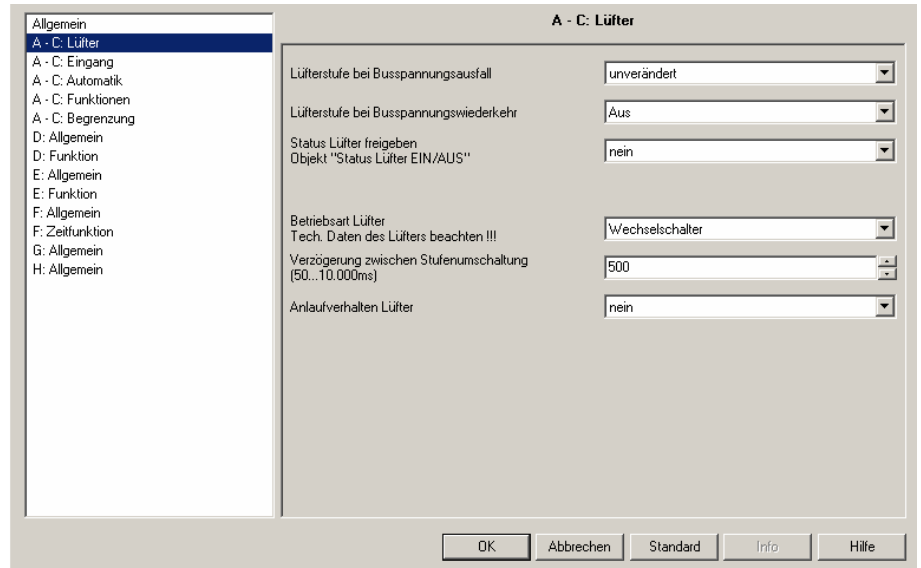 Allgemein
A - C: Lüfter
A - C: Eingang
A - C: Automatik
A - C: Funktionen
A - C: Begrenzung
D: Allgemein
D: Funktion
E: Allgemein
E: Funktion
F: Allgemein
F: Zeitfunktion
G: Allgemein
H: Allgemein
A - C: Lüfter
Lüfterstufe bei Busspannungsausfall
unverändert
Lüfterstufe bei Busspannungswiederkehr
Aus
Status Lüfter freigeben
Objekt "Status Lüfter EIN/AUS"
nein
Betriebsart Lüfter
Tech. Daten des Lüfters beachten !!!
Wechselschalter
Verzögerung zwischen Stufenumschaltung
(50...10.000ms)
500
Anlaufverhalten Lüfter
nein
OK
Abbrechen
Standard
Info
Hilfe